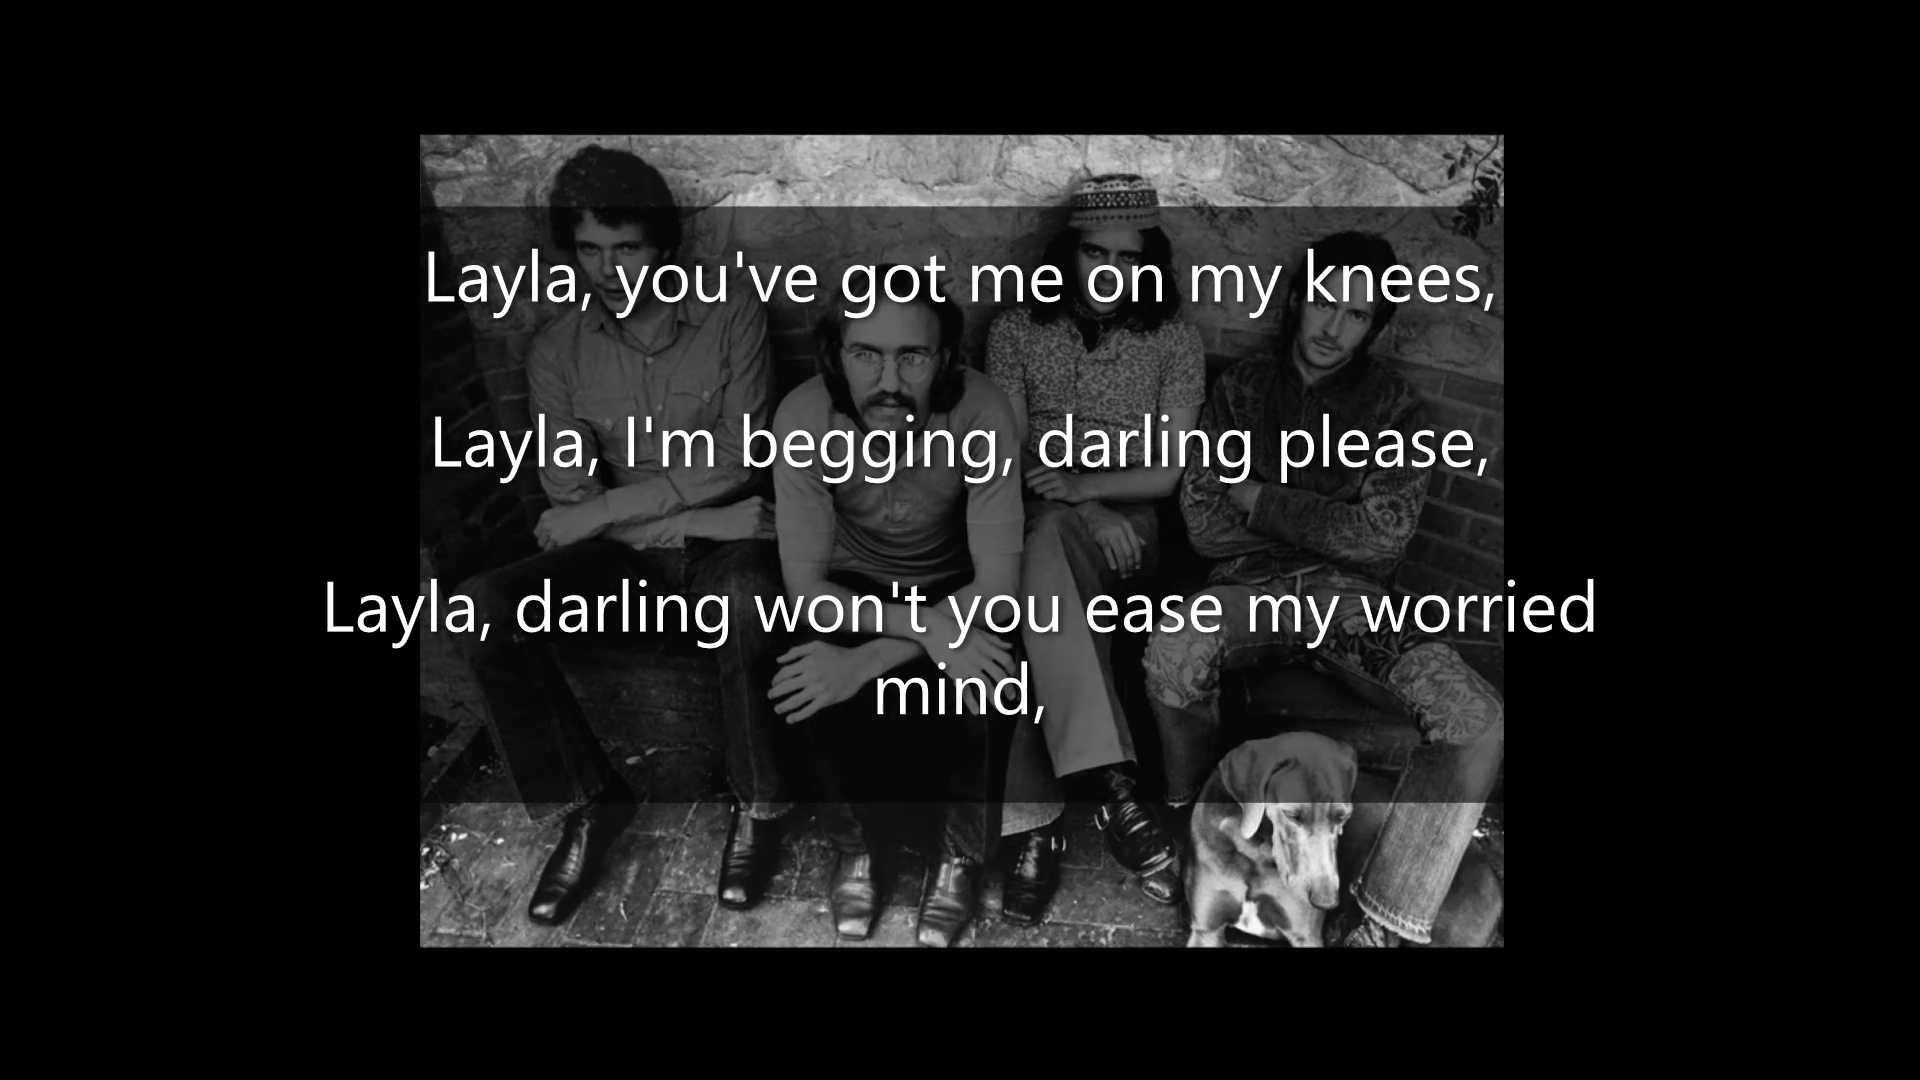 Layla, you've got me on my knees,
Layla, I'm begging, darling please,
Layla, darling won't you ease my worried
mind,